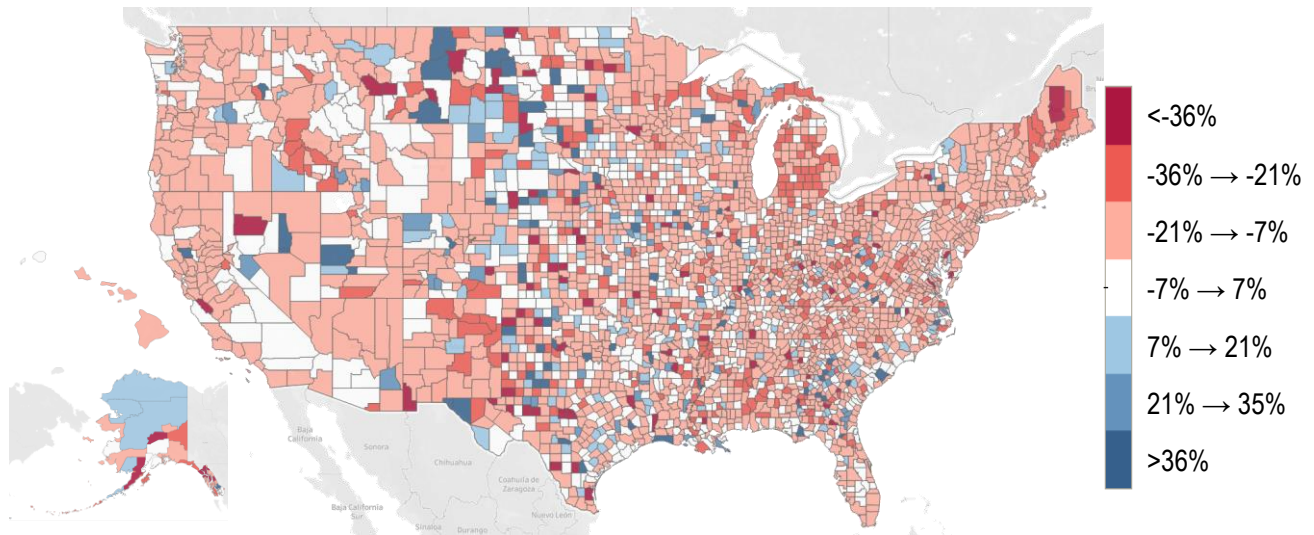 <-36%
-36% → -21%
-21% → -7%
-7% → 7%
7% → 21%
21% → 35%
>36%
Baja
California
Sonora
Chihuahua
Coahuila de
Zaragoza
Baja California
Sur
Sinaloa
Durango
Nuevo León